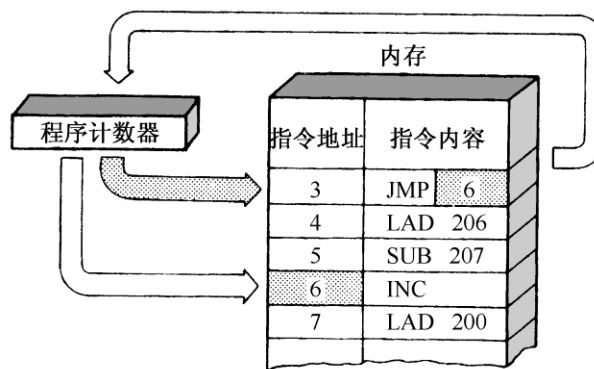 内存
程序计数器
指令地址 指令内容
3 JMP 6
4 LAD 206
5 SUB 207
6 INC
7 LAD 200